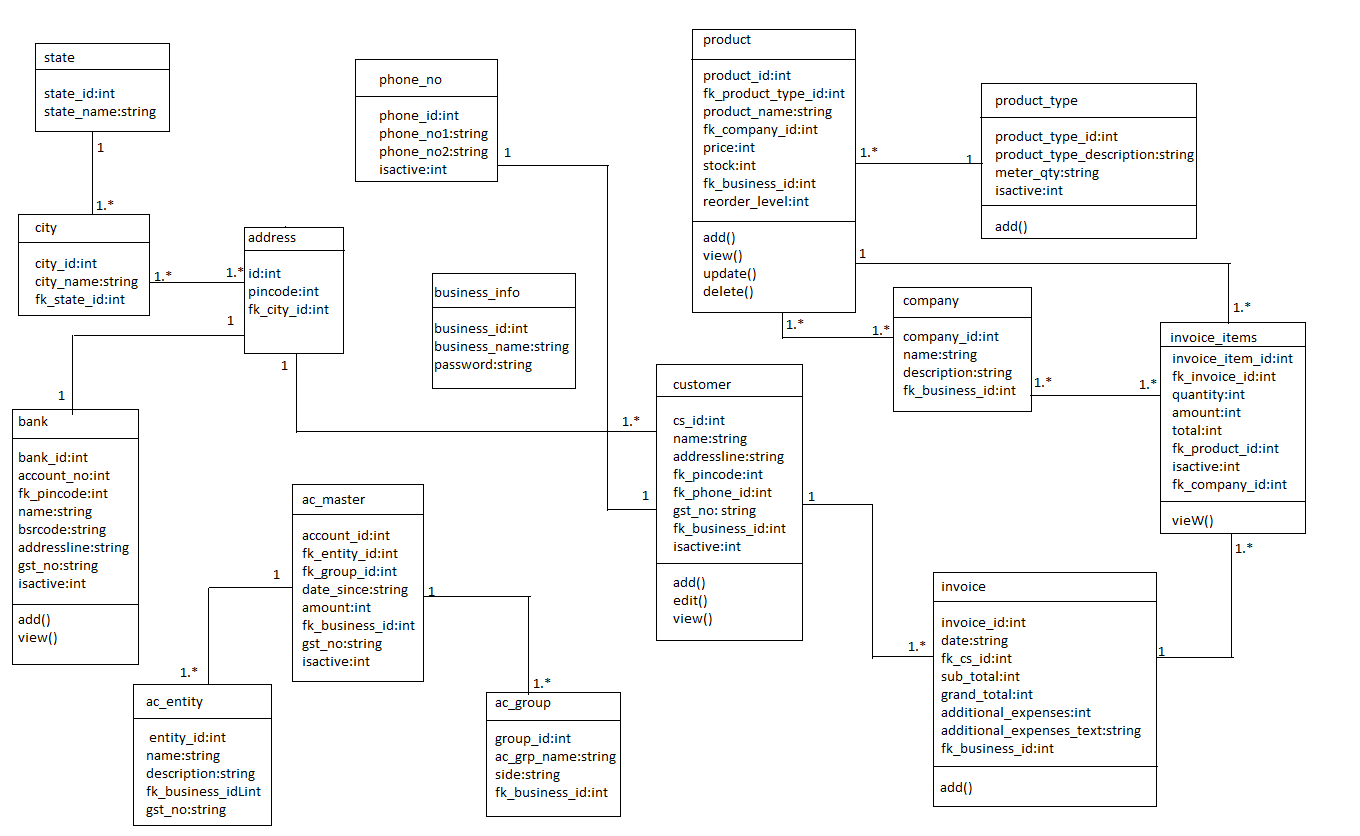 state
state_id:int
state_name:string
1
1.*
city
city_id:int
city_name:string
fk_state_id:int
1.*
1.*
address
id:int
pincode:int
fk_city_id:int
1
1
1
bank
bank_id:int
account_no:int
fk_pincode:int
name:string
bsrcode:string
addressline:string
gst_no:string
isactive:int
add()
view()
phone_no
phone_id:int
phone_no1:string
phone_no2:string
isactive:int
1
business_info
business_id:int
business_name:string
password:string
product
product_id:int
fk_product_type_id:int
product_name:string
fk_company_id:int
price:int
stock:int
fk_business_id:int
reorder_level:int
add()
view()
update()
delete()
1.*
1
product_type
product_type_id:int
product_type_description:string
meter_qty:string
isactive:int
add()
1
1.*
1.*
1.*
company
company_id:int
name:string
description:string
fk_business_id:int
1.*
1.*
invoice_items
invoice_item_id:int
fk_invoice_id:int
quantity:int
amount:int
total:int
fk_product_id:int
isactive:int
fk_company_id:int
vieW()
1.*
1.*
1
customer
cs_id:int
name:string
addressline:string
fk_pincode:int
fk_phone_id:int
gst_no: string
fk_business_id:int
isactive:int
add()
edit()
view()
1
1.*
invoice
invoice_id:int
date:string
fk_cs_id:int
sub_total:int
grand_total:int
additional_expenses:int
additional_expenses_text:string
fk_business_id:int
add()
1
ac_master
account_id:int
fk_entity_id:int
fk_group_id:int
date_since:string
amount:int
fk_business_id:int
gst_no:string
isactive:int
1
1
1.*
1.*
ac_entity
entity_id:int
name:string
description:string
fk_business_idLint
gst_no:string
ac_group
group_id:int
ac_grp_name:string
side:string
fk_business_id:int